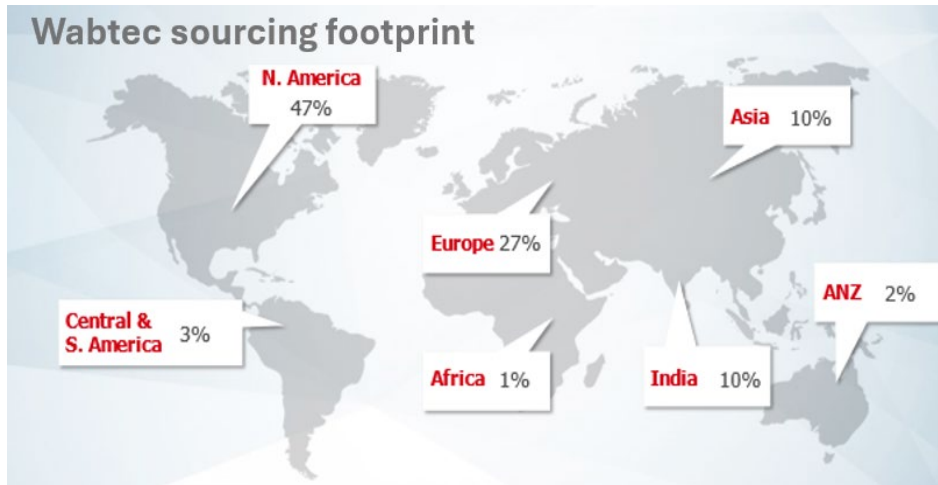 Wabtec sourcing footprint
N. America
47%
Asia 10%
Europe 27%
ANZ 2%
Central &
S. America 3%
Africa 1%
India 10%